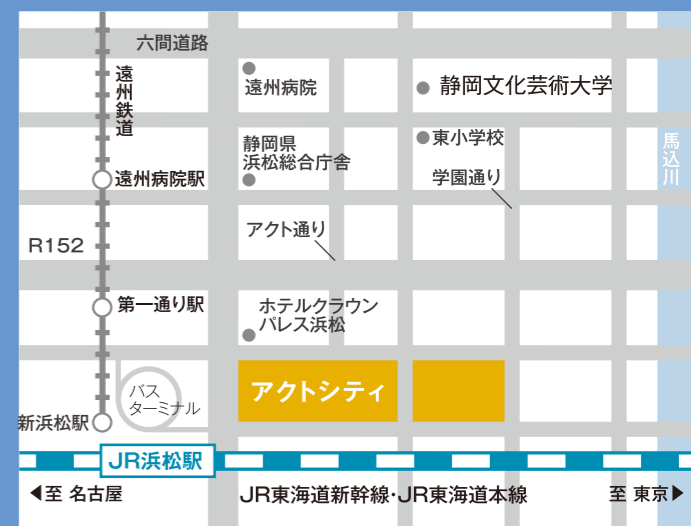 六間道路
遠州鉄道
遠州病院
静岡文化芸術大学
静岡県
浜松総合庁舎
東小学校
馬込川
遠州病院駅
学園通り
アクト通り
R152
第一通り駅
ホテルクラウン
パレス浜松
バス
ターミナル
アクトシティ
新浜松駅
JR浜松駅
◀至 名古屋
JR東海道新幹線・JR東海道本線
至 東京▶